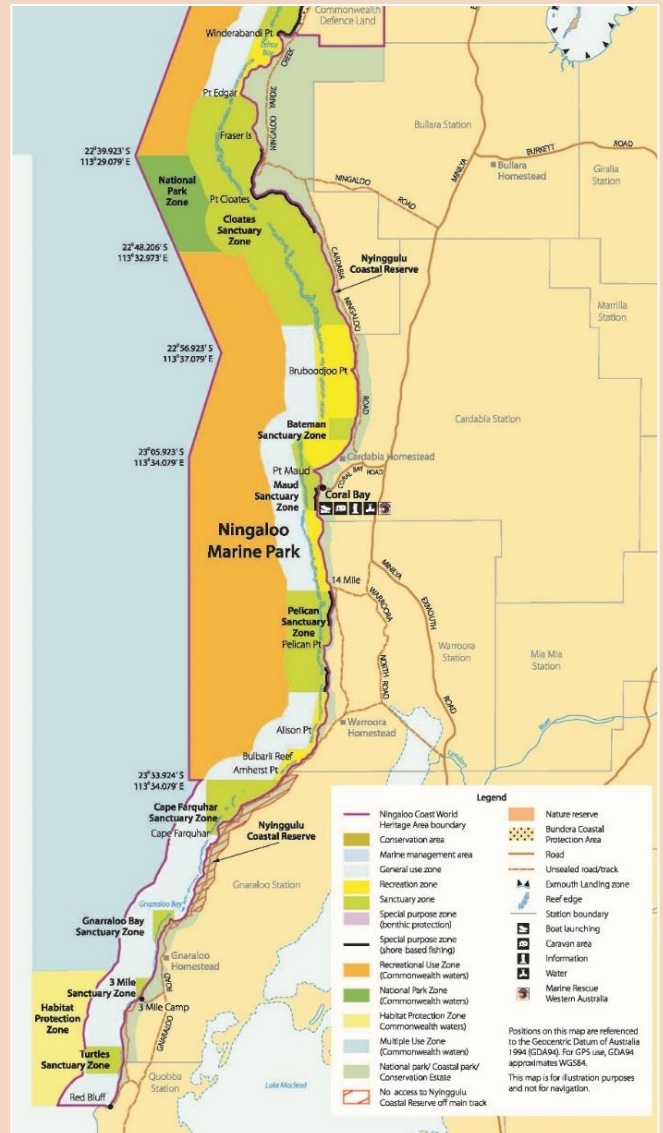 Commonwealth
Defence Land
Winderabandi Pt
Lefroy
Bay
CREEK
YARDIE
NINGALOO
Pt Edgar
Fraser Is
Bullara Station
MINILYA
BURKETT
ROAD
Bullara
Homestead
Giralia
Station
22°39.923' S
113°29.079' E
National
Park
Zone
Pt Cloates
NINGALOO
ROAD
Cloates
Sanctuary
Zone
22°48.206' S
113°32.973' E
CARDABIA
NINGALOO
ROAD
Nyinggulu
Coastal Reserve
Marrilla
Station
22°56.923' S
113°37.079' E
Bruboodjoo Pt
Bateman
Sanctuary Zone
Cardabia Station
23°05.923' S
113°34.079' E
Cardabia Homestead
Pt Maud
CORAL BAY
ROAD
Maud
Sanctuary
Zone
Coral Bay
Ningaloo
Marine Park
14 Mile
MINILYA
EXMOUTH
ROAD
WARROORA
NORTH ROAD
Pelican
Sanctuary
Zone
Pelican Pt
Warroora
Station
Mia Mia
Station
Alison Pt
Warroora
Homestead
Lyndon
River
Bulbarli Reef
Amherst Pt
23°33.924' S
113°34.079' E
Cape Farquhar
Sanctuary Zone
Cape Farquhar
Nyinggulu
Coastal Reserve
Gnaraloo Station
Gnarraloo Bay
Gnarraloo Bay
Sanctuary Zone
Gnaraloo
Homestead
3 Mile
Sanctuary Zone
3 Mile Camp
GNARALOO
ROAD
Habitat
Protection
Zone
Turtles
Sanctuary Zone
Quobba
Station
Red Bluff
Lake Macleod
Legend
Ningaloo Coast World
Heritage Area boundary
Conservation area
Marine management area
General use zone
Recreation zone
Sanctuary zone
Special purpose zone
(benthic protection)
Special purpose zone
(shore based fishing)
Recreational Use Zone
(Commonwealth waters)
National Park Zone
(Commonwealth waters)
Habitat Protection Zone
Commonwealth waters)
Multiple Use Zone
(Commonwealth waters)
National park/ Coastal park/
Conservation Estate
No access to Nyinggulu
Coastal Reserve off main track
Nature reserve
Bundera Coastal
Protection Area
Road
Unsealed road/track
Exmouth Landing zone
Reef edge
Station boundary
Boat launching
Caravan area
Information
Water
Marine Rescue
Western Australia
Positions on this map are referenced
to the Geocentric Datum of Australia
1994 (GDA94). For GPS use, GDA94
approximates WGS84.
This map is for illustration purposes
and not for navigation.